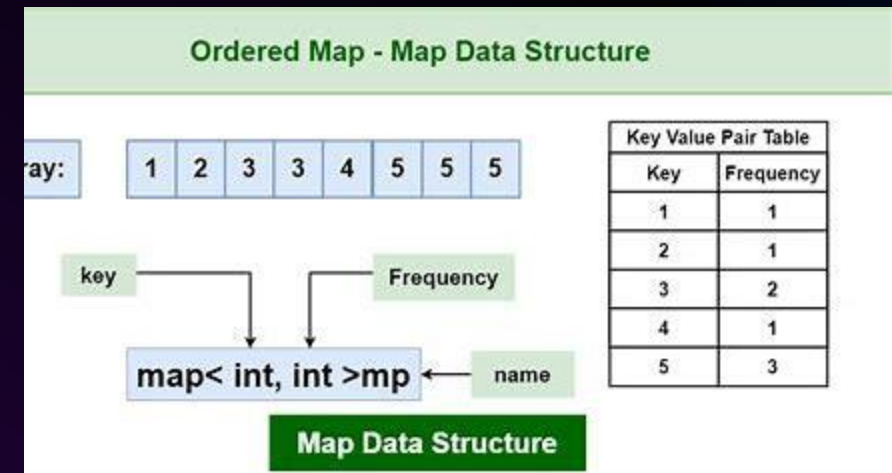 Ordered Map - Map Data Structure
ray: 1 2 3 3 4 5 5 5
key
Frequency
map< int, int >mp
name
Map Data Structure
Key Value Pair Table
Key Frequency
1 1
2 1
3 2
4 1
5 3